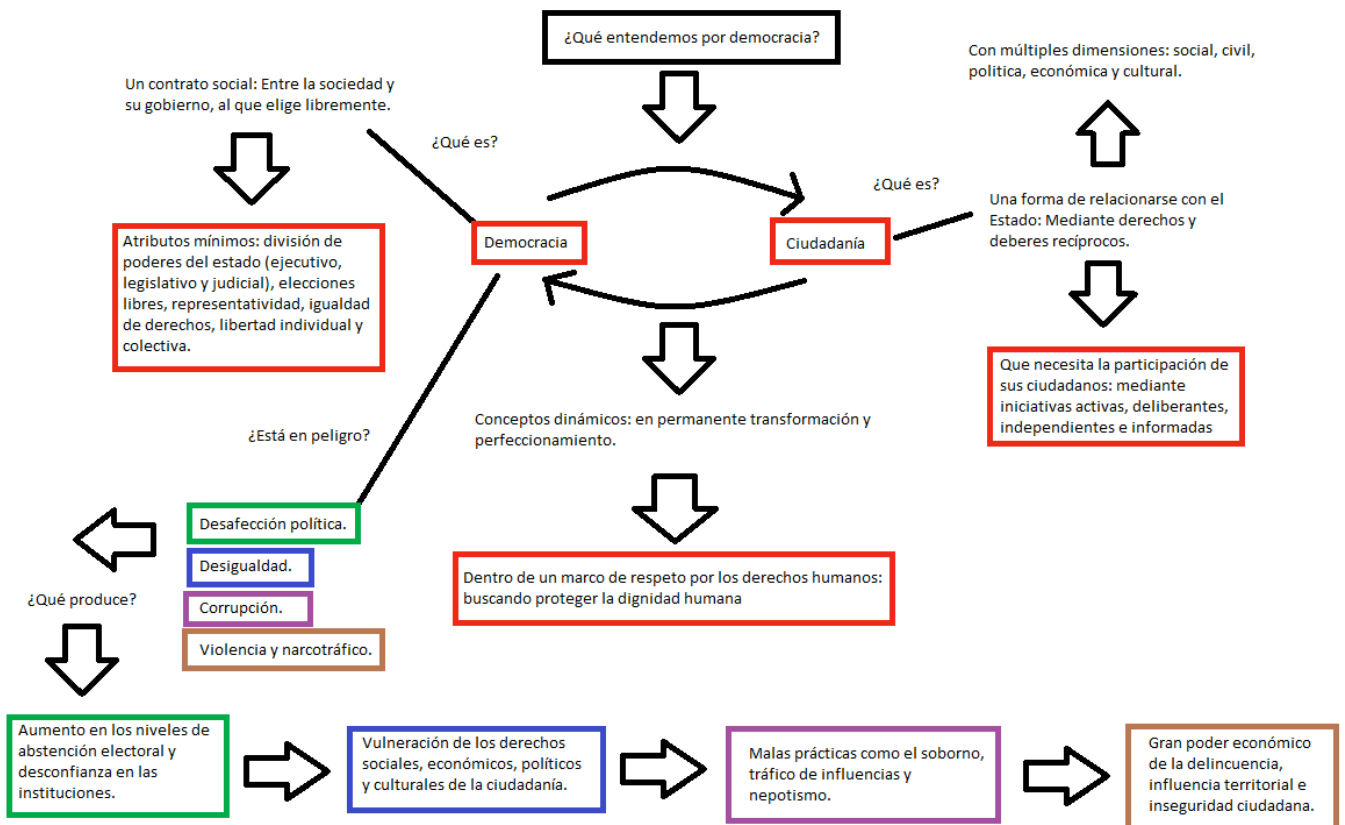 ¿Qué entendemos por democracia?
Con múltiples dimensiones: social, civil,
politica, económica y cultural.
Un contrato social: Entre la sociedad y
su gobierno, al que elige libremente.
¿Qué es?
¿Qué es?
Una forma de relacionarse con el
Estado: Mediante derechos y
deberes recíprocos.
Atributos mínimos: división de
poderes del estado (ejecutivo,
legislativo y judicial), elecciones
libres, representatividad, igualdad
de derechos, libertad individual y
colectiva.
Democracia
Ciudadanía
Que necesita la participación de
sus ciudadanos: mediante
iniciativas activas, deliberantes,
independientes e informadas
¿Está en peligro?
Conceptos dinámicos: en permanente transformación y
perfeccionamiento.
Desafección política.
Desigualdad.
Corrupción.
Violencia y narcotráfico.
Dentro de un marco de respeto por los derechos humanos:
buscando proteger la dignidad humana
¿Qué produce?
Aumento en los niveles de
abstención electoral y
desconfianza en las
instituciones.
Vulneración de los derechos
sociales, económicos, políticos
y culturales de la ciudadanía.
Malas prácticas como el soborno,
tráfico de influencias y
nepotismo.
Gran poder económico
de la delincuencia,
influencia territorial e
inseguridad ciudadana.